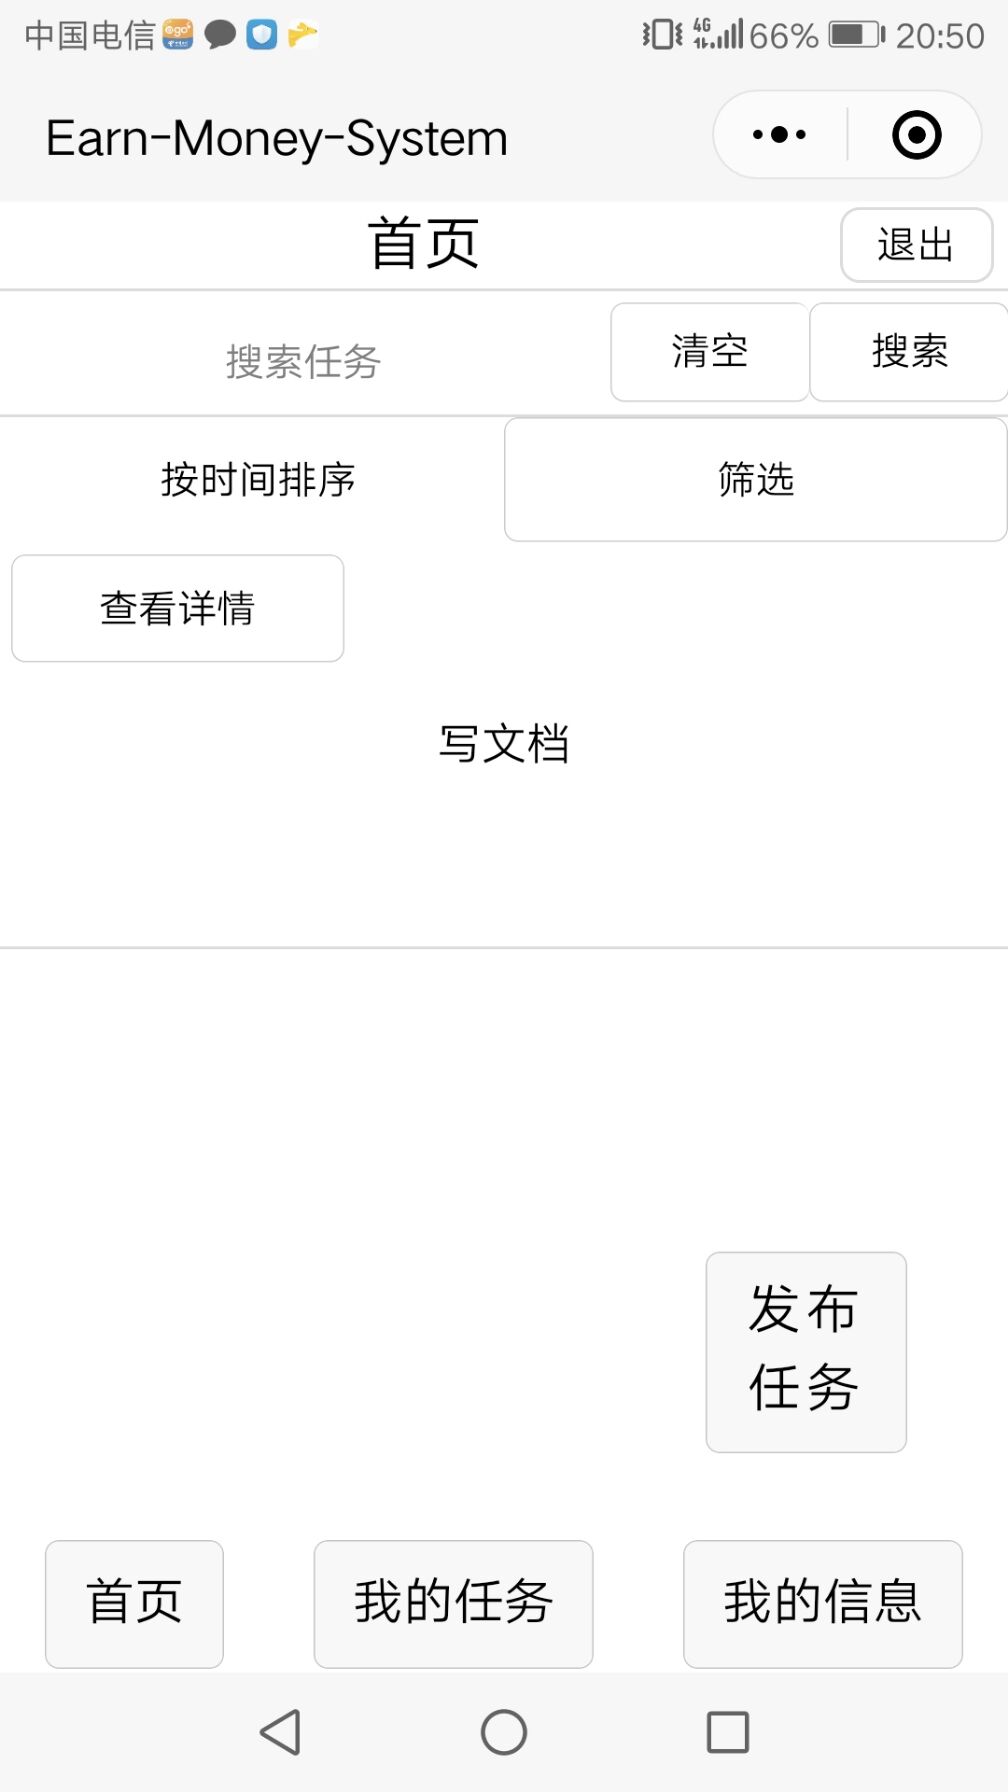 中国电信 4G 66% 20:50
Earn-Money-System
首页 退出
搜索任务 清空 搜索
按时间排序 筛选
查看详情
写文档
发布
任务
首页 我的任务 我的信息